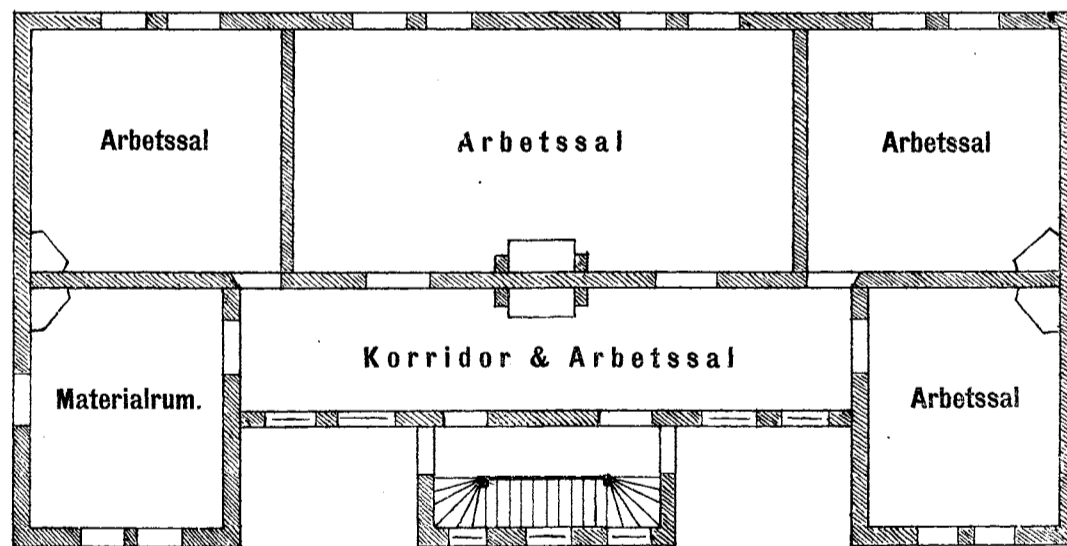 Arbetssal
Arbetssal
Arbetssal
Korridor & Arbetssal
Materialrum.
Arbetssal